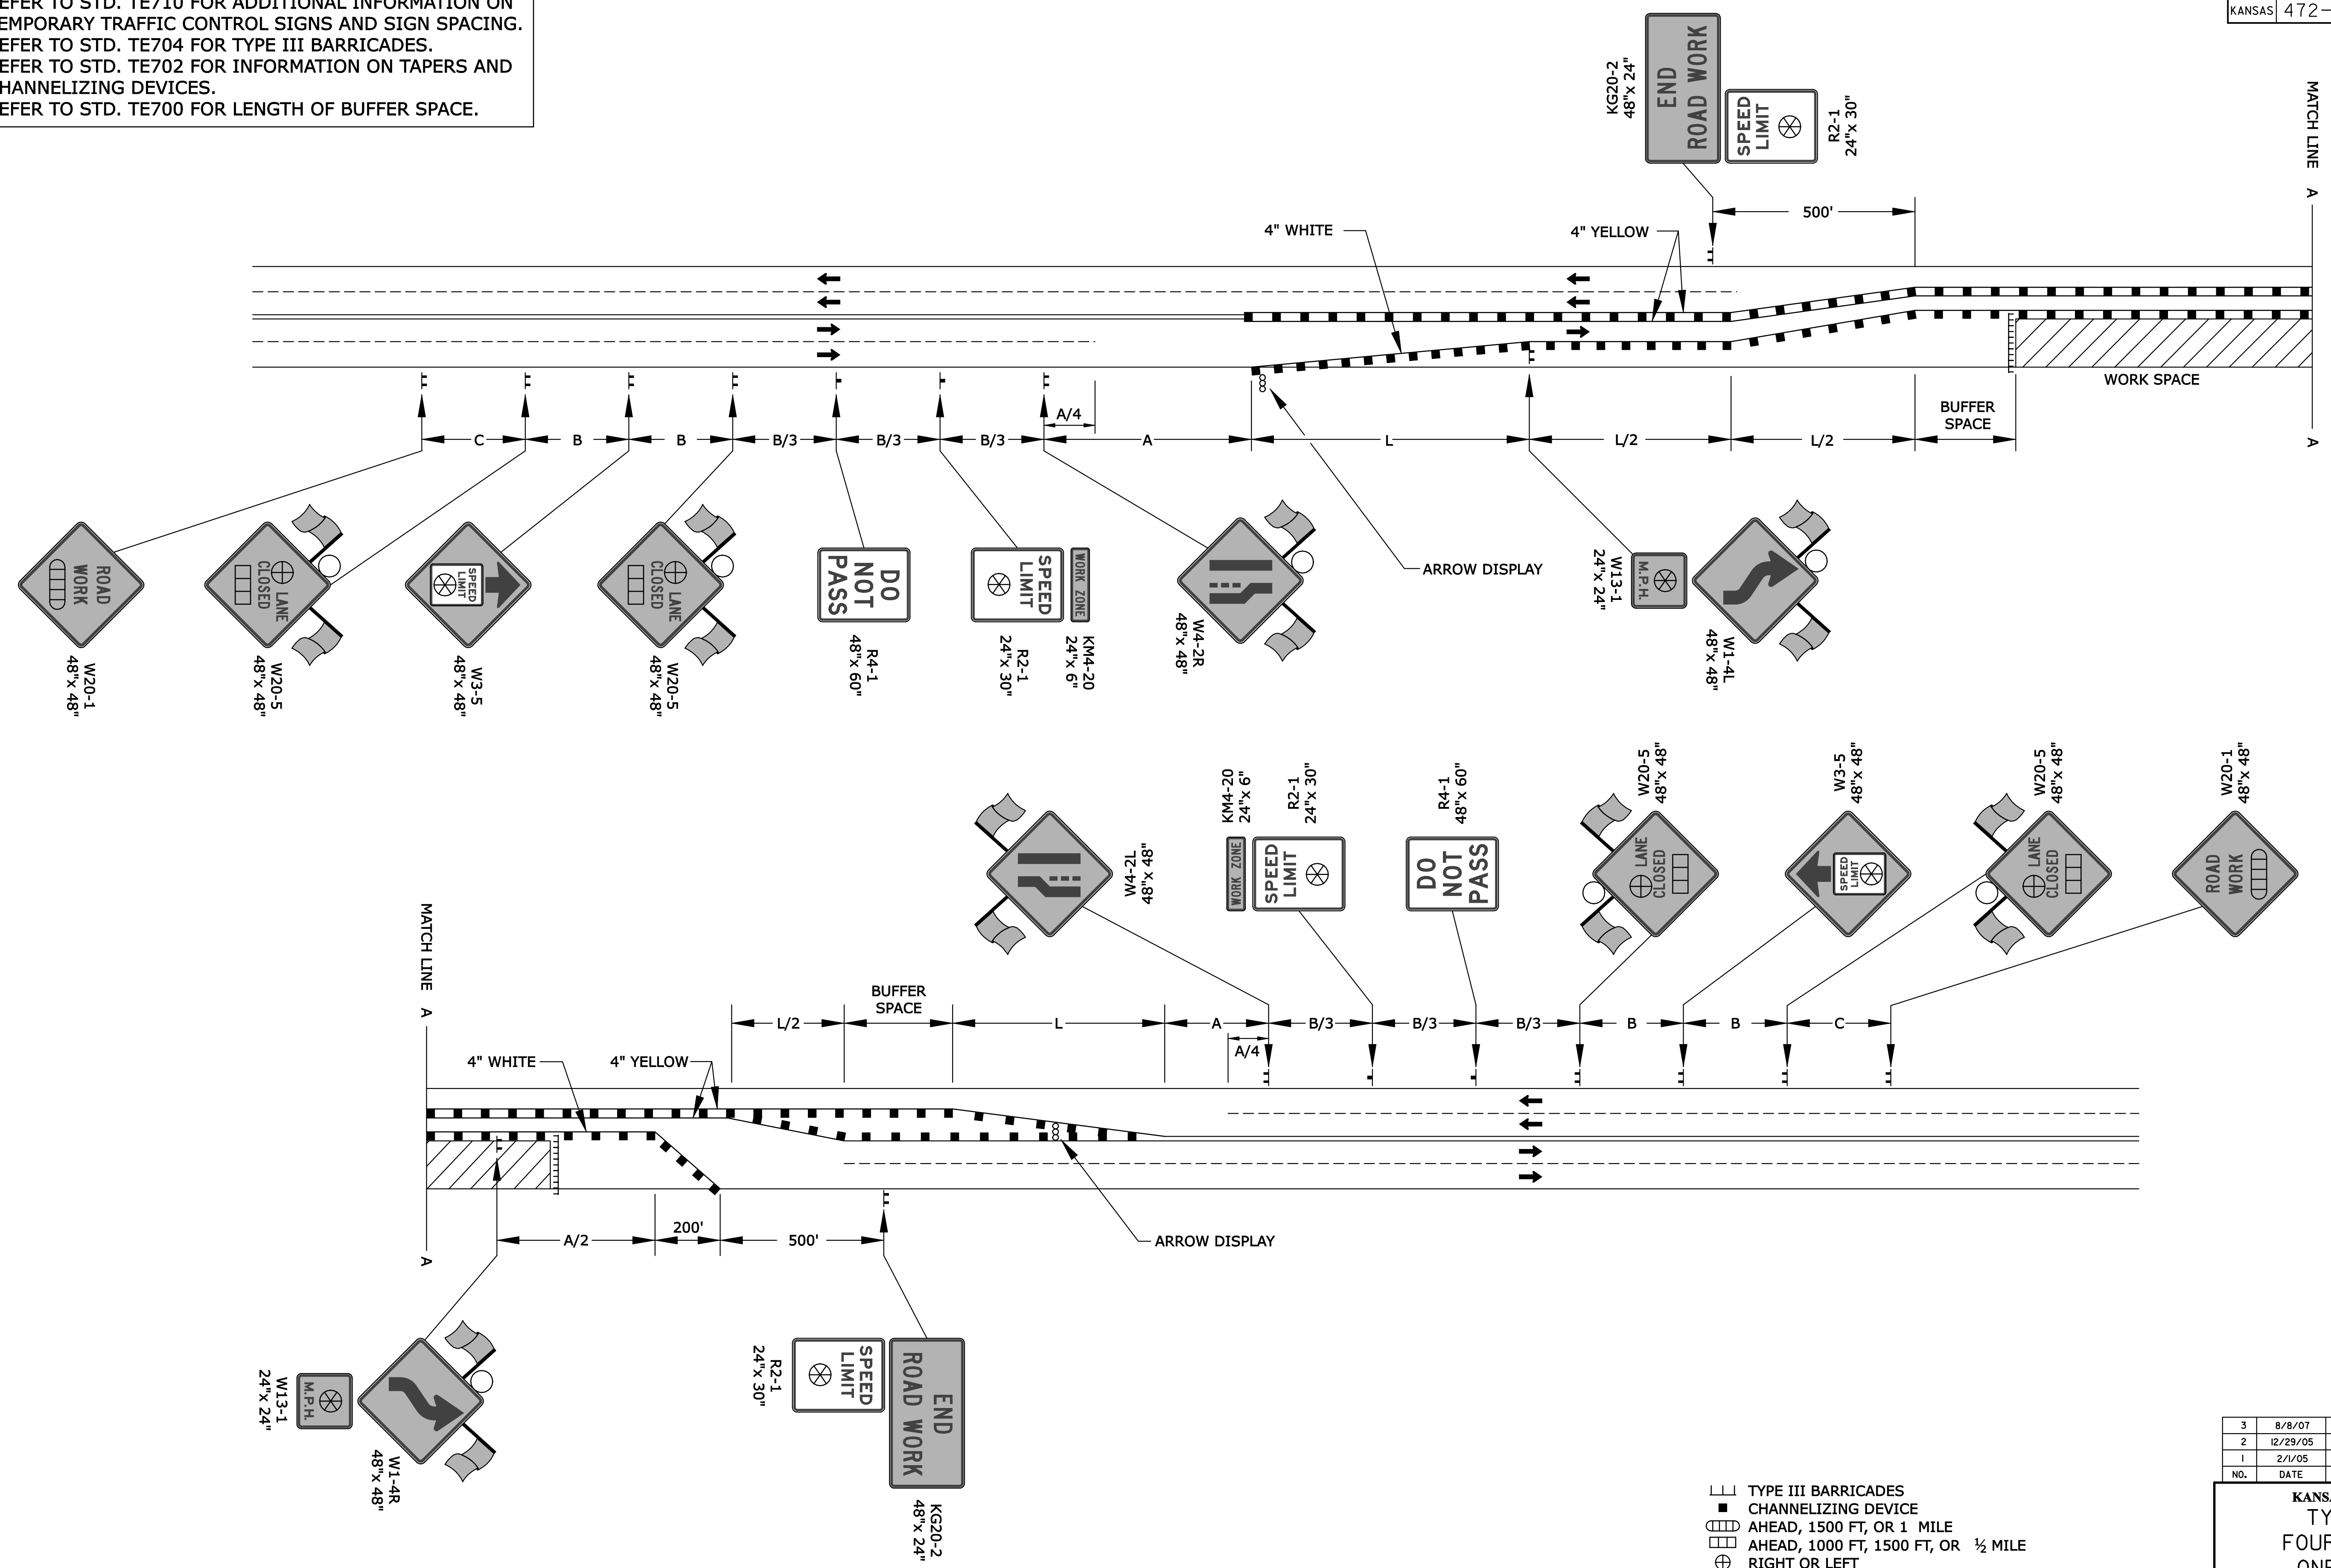 EFER TO STD. TE710 FOR ADDITIONAL INFORMATION ON
EMPORARY TRAFFIC CONTROL SIGNS AND SIGN SPACING.
EFER TO STD. TE704 FOR TYPE III BARRICADES.
EFER TO STD. TE702 FOR INFORMATION ON TAPERS AND
HANNELIZING DEVICES.
EFER TO STD. TE700 FOR LENGTH OF BUFFER SPACE.
KANSAS 472-
KG20-2
48"x 24"
END
ROAD WORK
SPEED
LIMIT
R2-1
24"x 30"
MATCH LINE A
500'
4" WHITE
4" YELLOW
WORK SPACE
BUFFER
SPACE
A/4
C
B
B
B/3
B/3
B/3
A
L
L/2
L/2
A
ROAD
WORK
W20-1
48"x 48"
LANE
CLOSED
W20-5
48"x 48"
SPEED
LIMIT
W3-5
48"x 48"
LANE
CLOSED
W20-5
48"x 48"
DO
NOT
PASS
R4-1
48"x 60"
SPEED
LIMIT
R2-1
24"x 30"
WORK ZONE
KM4-20
24"x 6"
W4-2R
48"x 48"
ARROW DISPLAY
W13-1
24"x 24"
M.P.H.
W1-4L
48"x 48"
W4-2L
48"x 48"
KM4-20
24"x 6"
WORK ZONE
R2-1
24"x 30"
SPEED
LIMIT
R4-1
48"x 60"
DO
NOT
PASS
W20-5
48"x 48"
LANE
CLOSED
W3-5
48"x 48"
SPEED
LIMIT
W20-5
48"x 48"
LANE
CLOSED
W20-1
48"x 48"
ROAD
WORK
MATCH LINE A
BUFFER
SPACE
L/2
L
A
B/3
B/3
B/3
B
B
C
A/4
4" WHITE
4" YELLOW
A/2
200'
500'
ARROW DISPLAY
A
W13-1
24"x 24"
M.P.H.
W1-4R
48"x 48"
R2-1
24"x 30"
SPEED
LIMIT
END
ROAD WORK
KG20-2
48"x 24"
TYPE III BARRICADES
CHANNELIZING DEVICE
AHEAD, 1500 FT, OR 1 MILE
AHEAD, 1000 FT, 1500 FT, OR ½ MILE
RIGHT OR LEFT
3 8/8/07
2 12/29/05
1 2/1/05
NO. DATE
KANS
TY
FOUR
ONE